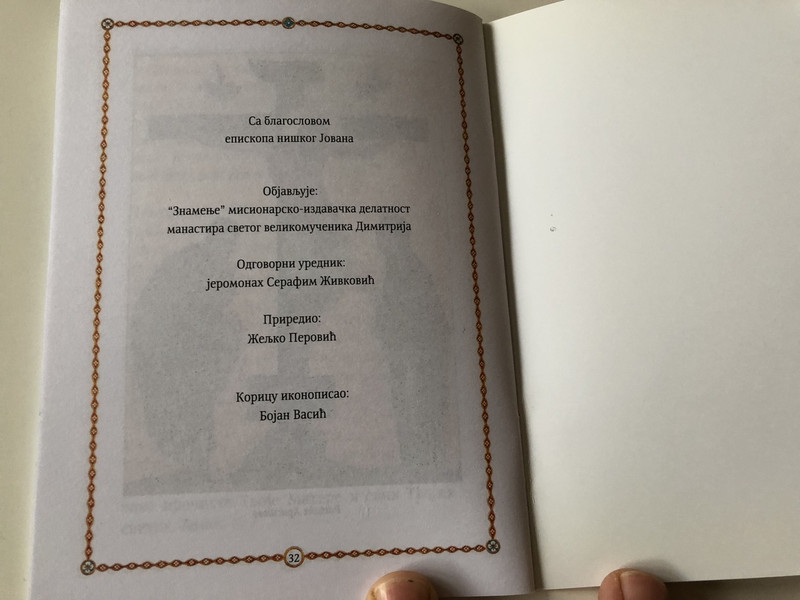 Са благословом
епископа нишког Јована
Објављује:
“Знамење” мисионарско-издавачка делатност
манастира светог великомученика Димитрија
Одговорни уредник:
јеромонах Серафим Живковић
Приредио:
Жељко Перовић
Корицу иконописао:
Бојан Васић
32